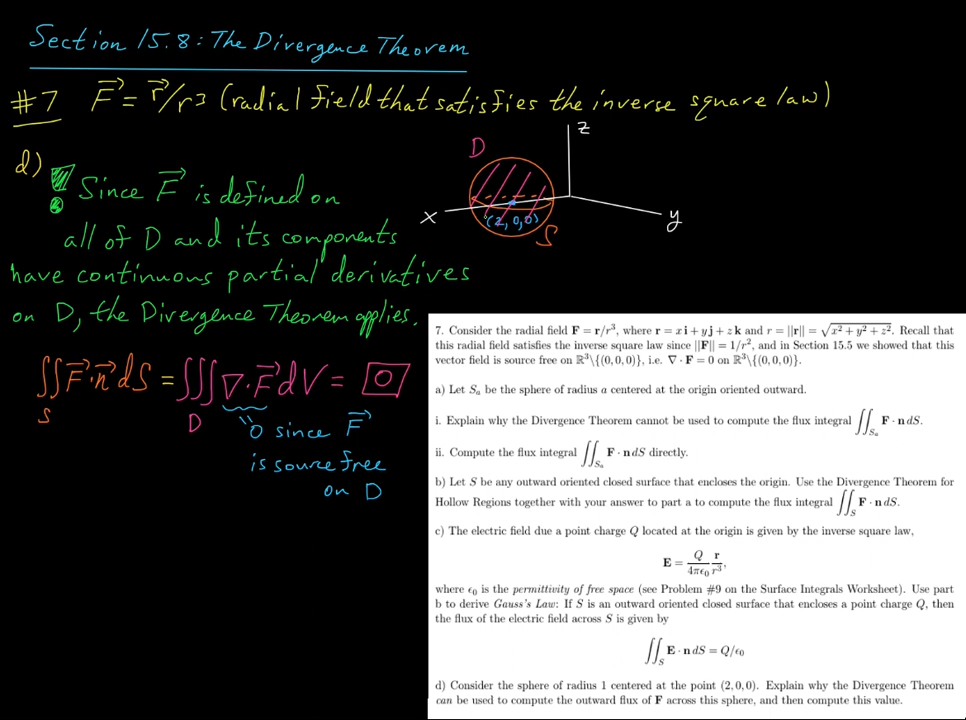 Section 15.8: The Divergence Theorem
#7 F⃗ = r⃗/r³ (radial field that satisfies the inverse square law)
d)
! Since F⃗ is defined on
all of D and its components
have continuous partial derivatives
on D, the Divergence Theorem applies.
D
z
x
(2,0,0)
S
y
∬_S F⃗·n⃗ dS = ∭_D ∇·F⃗ dV = 0
0 since F⃗
is source free
on D
7. Consider the radial field F = r/r³, where r = x i + y j + z k and r = ||r|| = √(x² + y² + z²). Recall that
this radial field satisfies the inverse square law since ||F|| = 1/r², and in Section 15.5 we showed that this
vector field is source free on ℝ³\{(0,0,0)}, i.e. ∇ · F = 0 on ℝ³\{(0,0,0)}.
a) Let Sₐ be the sphere of radius a centered at the origin oriented outward.
i. Explain why the Divergence Theorem cannot be used to compute the flux integral ∬_Sₐ F · n dS.
ii. Compute the flux integral ∬_Sₐ F · n dS directly.
b) Let S be any outward oriented closed surface that encloses the origin. Use the Divergence Theorem for
Hollow Regions together with your answer to part a to compute the flux integral ∬_S F · n dS.
c) The electric field due a point charge Q located at the origin is given by the inverse square law,
E = Q/(4πϵ₀) r/r³,
where ϵ₀ is the permittivity of free space (see Problem #9 on the Surface Integrals Worksheet). Use part
b to derive Gauss's Law: If S is an outward oriented closed surface that encloses a point charge Q, then
the flux of the electric field across S is given by
∬_S E · n dS = Q/ϵ₀
d) Consider the sphere of radius 1 centered at the point (2,0,0). Explain why the Divergence Theorem
can be used to compute the outward flux of F across this sphere, and then compute this value.